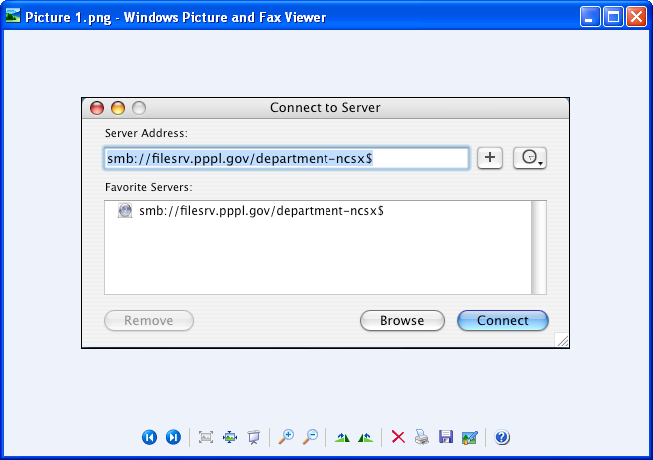 Picture 1.png - Windows Picture and Fax Viewer
Connect to Server
Server Address:
smb://filesrv.pppl.gov/department-ncsx$
Favorite Servers:
smb://filesrv.pppl.gov/department-ncsx$
Remove Browse Connect